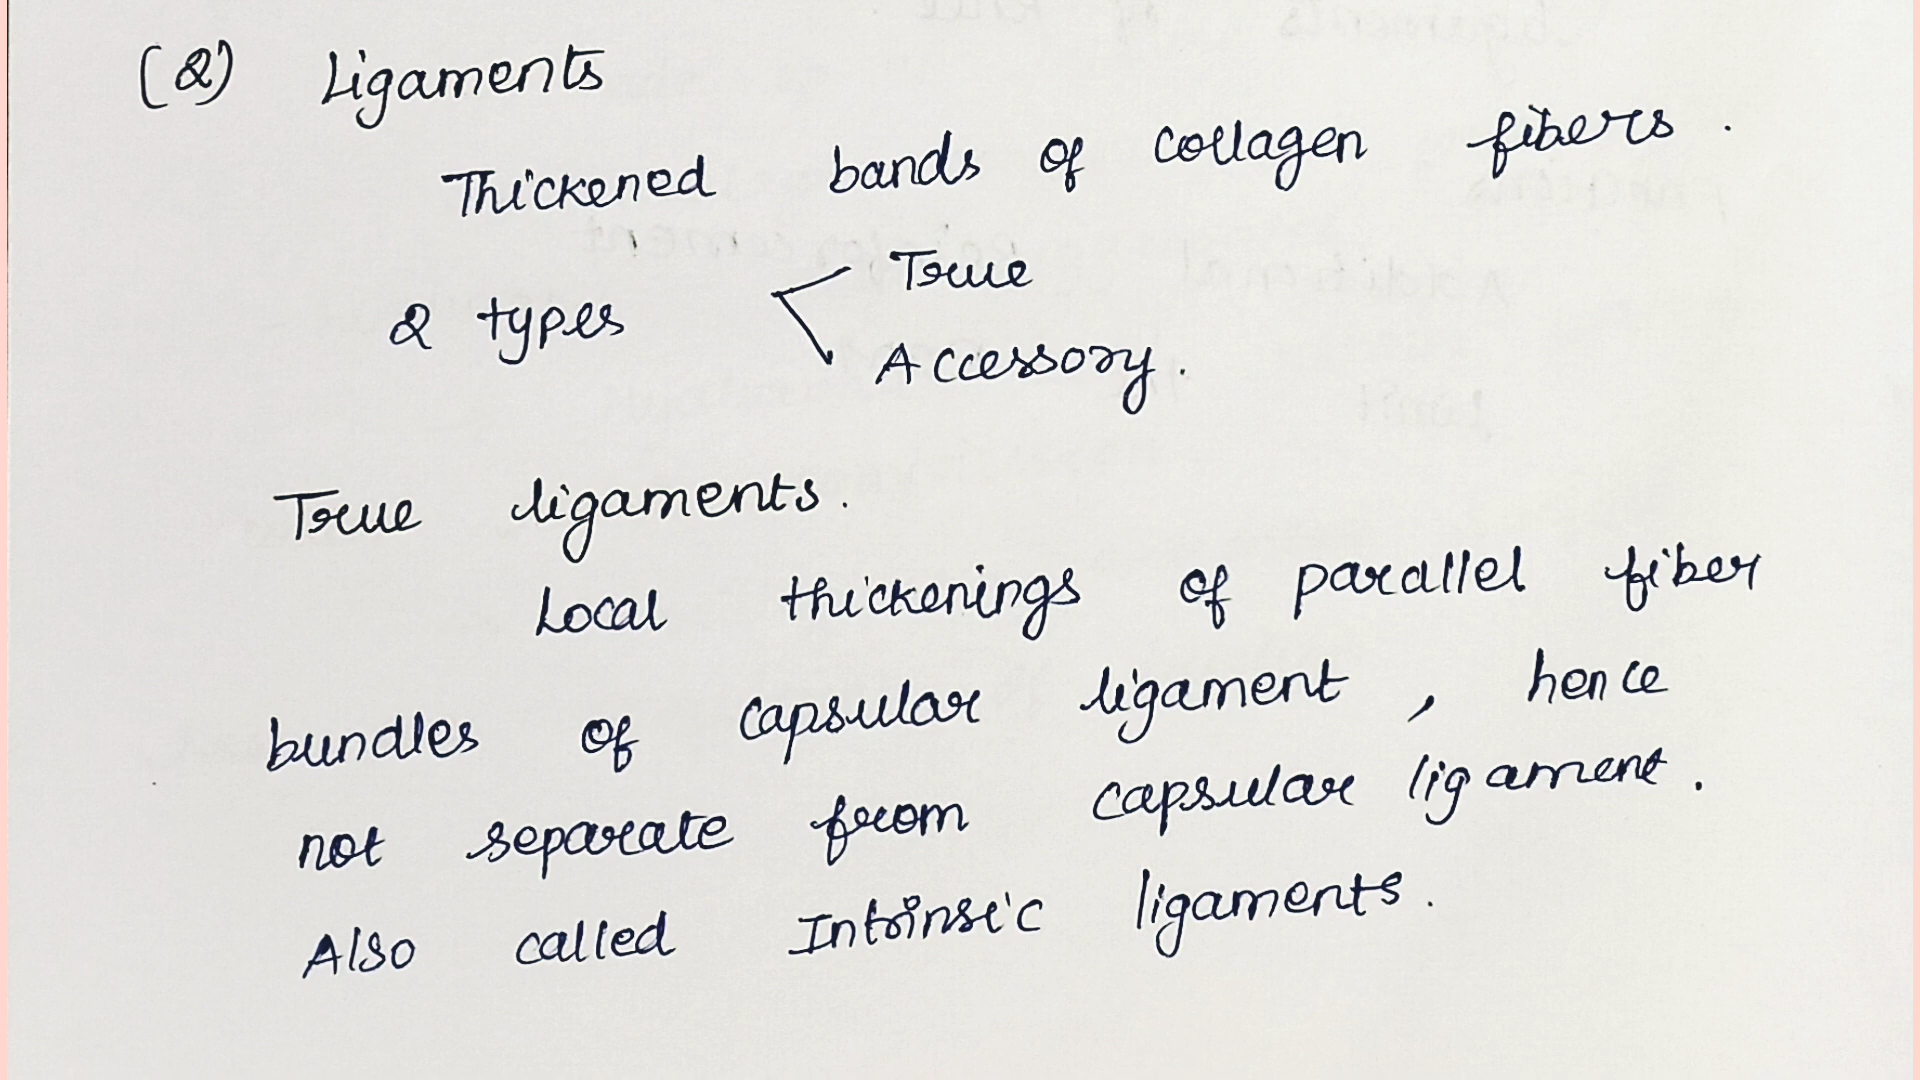 (2) Ligaments
Thickened bands of collagen fibers.
2 types < True
Accessory.
True ligaments.
Local thickenings of parallel fiber
bundles of capsular ligament, hence
not separate from capsular ligament.
Also called Intrinsic ligaments.